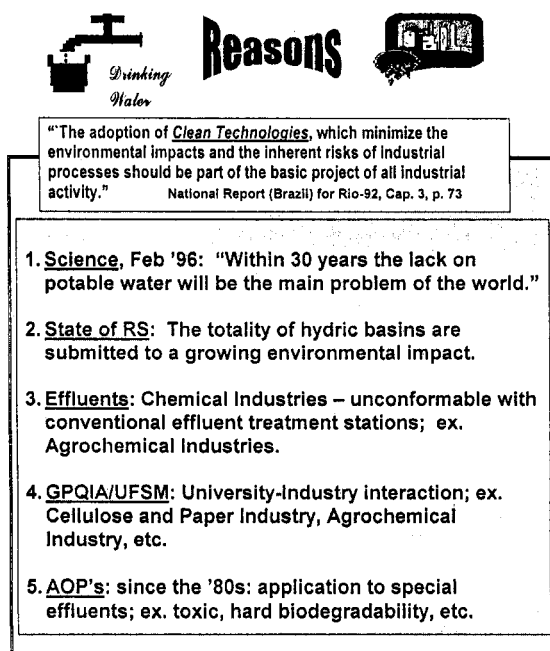 Reasons
Drinking
Water
"`The adoption of Clean Technologies, which minimize the
environmental impacts and the inherent risks of industrial
processes should be part of the basic project of all industrial
activity." National Report (Brazil) for Rio-92, Cap. 3, p. 73
1. Science, Feb '96: "Within 30 years the lack on
potable water will be the main problem of the world."
2. State of RS: The totality of hydric basins are
submitted to a growing environmental impact.
3. Effluents: Chemical Industries – unconformable with
conventional effluent treatment stations; ex.
Agrochemical Industries.
4. GPQIA/UFSM: University-Industry interaction; ex.
Cellulose and Paper Industry, Agrochemical
Industry, etc.
5. AOP's: since the '80s: application to special
effluents; ex. toxic, hard biodegradability, etc.